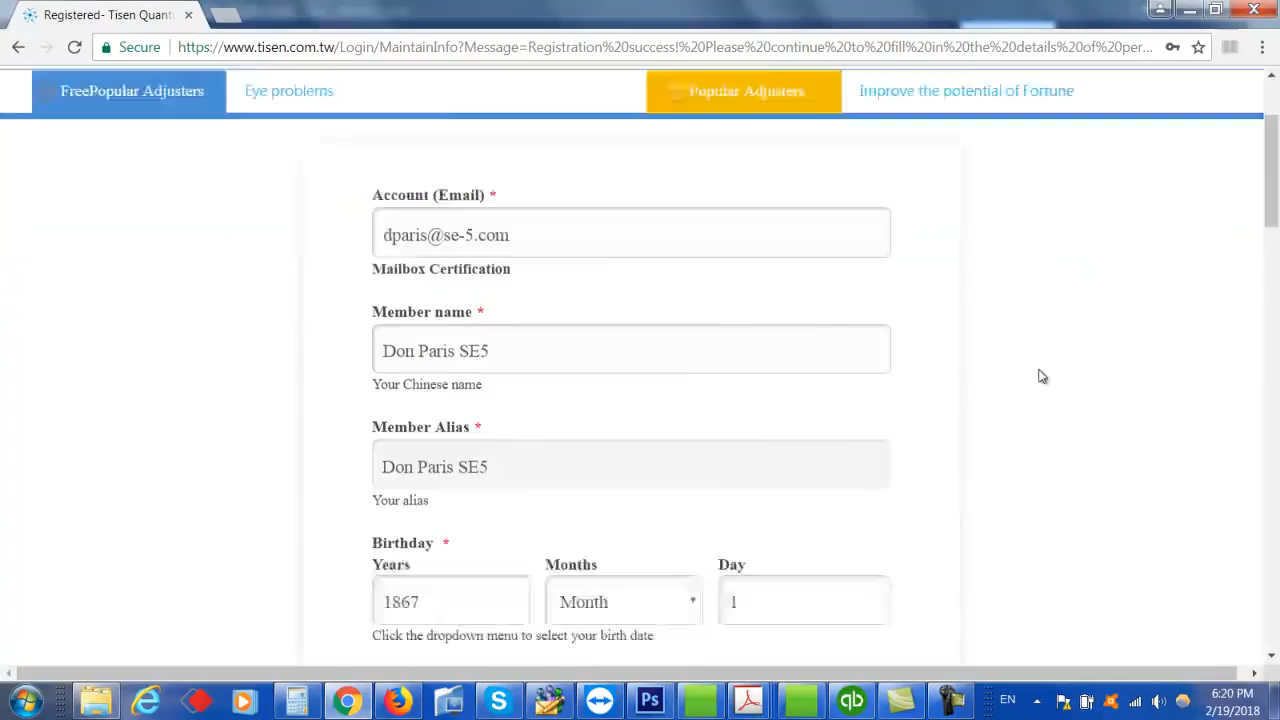 Registered- Tisen Quant
Secure
https://www.tisen.com.tw/Login/MaintainInfo?Message=Registration%20success!%20Please%20continue%20to%20fill%20in%20the%20details%20of%20per...
FreePopular Adjusters
Eye problems
Popular Adjusters
Improve the potential of Fortune
Account (Email) *
dparis@se-5.com
Mailbox Certification
Member name *
Don Paris SE5
Your Chinese name
Member Alias *
Don Paris SE5
Your alias
Birthday *
Years Months Day
1867 Month 1
Click the dropdown menu to select your birth date
Ps
qb
EN
6:20 PM
2/19/2018